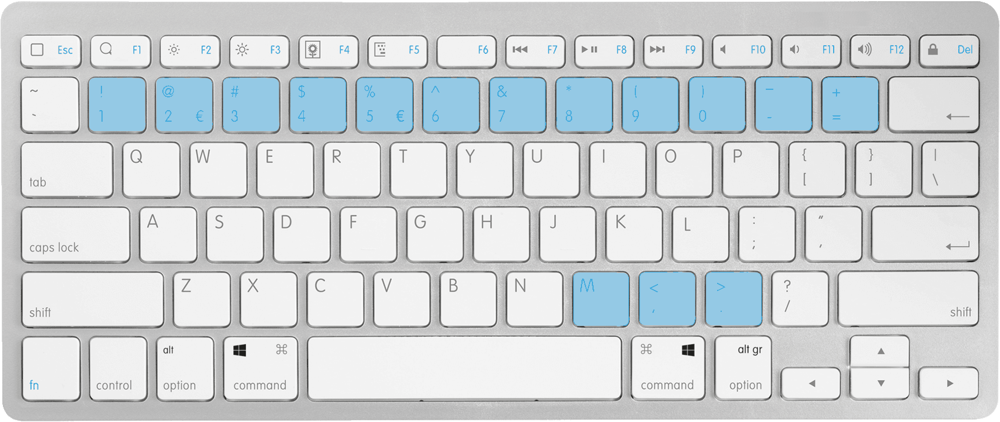 Esc F1 F2 F3 F4 F5 F6 F7 F8 F9 F10 F11 F12 Del
~ ! @ # $ % ^ & * ( ) _ +
` 1 2 € 3 4 5 € 6 7 8 9 0 - = ←
Q W E R T Y U I O P { } |
tab [ ] \
A S D F G H J K L : "
caps lock ; '
Z X C V B N M < > ?
shift , . / shift
alt ⌘ ⌘ alt gr ▲
fn control option command command option ◀ ▼ ▶